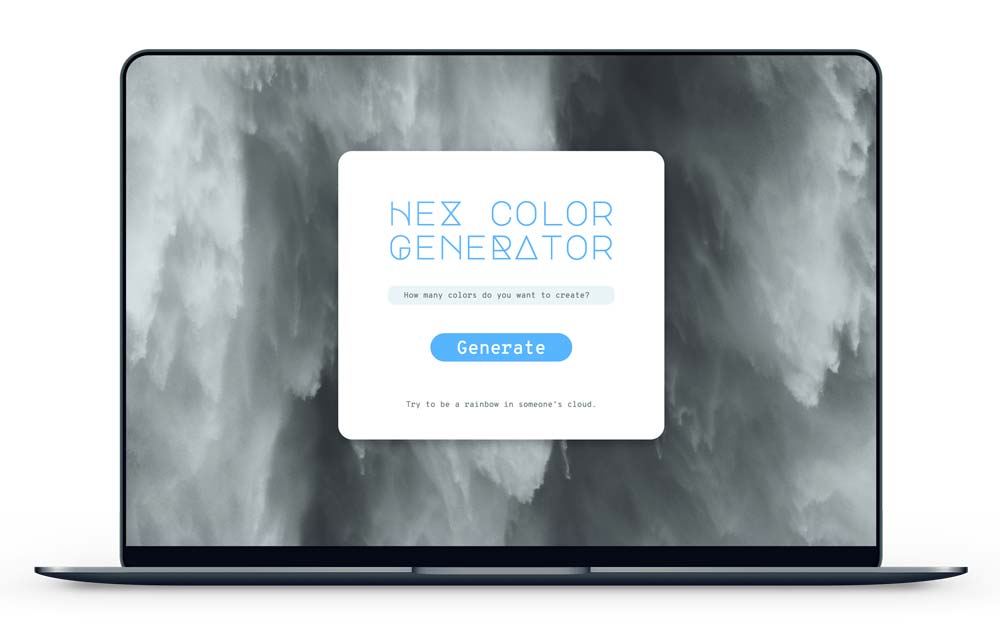 HEX COLOR
GENERATOR
How many colors do you want to create?
Generate
Try to be a rainbow in someone's cloud.